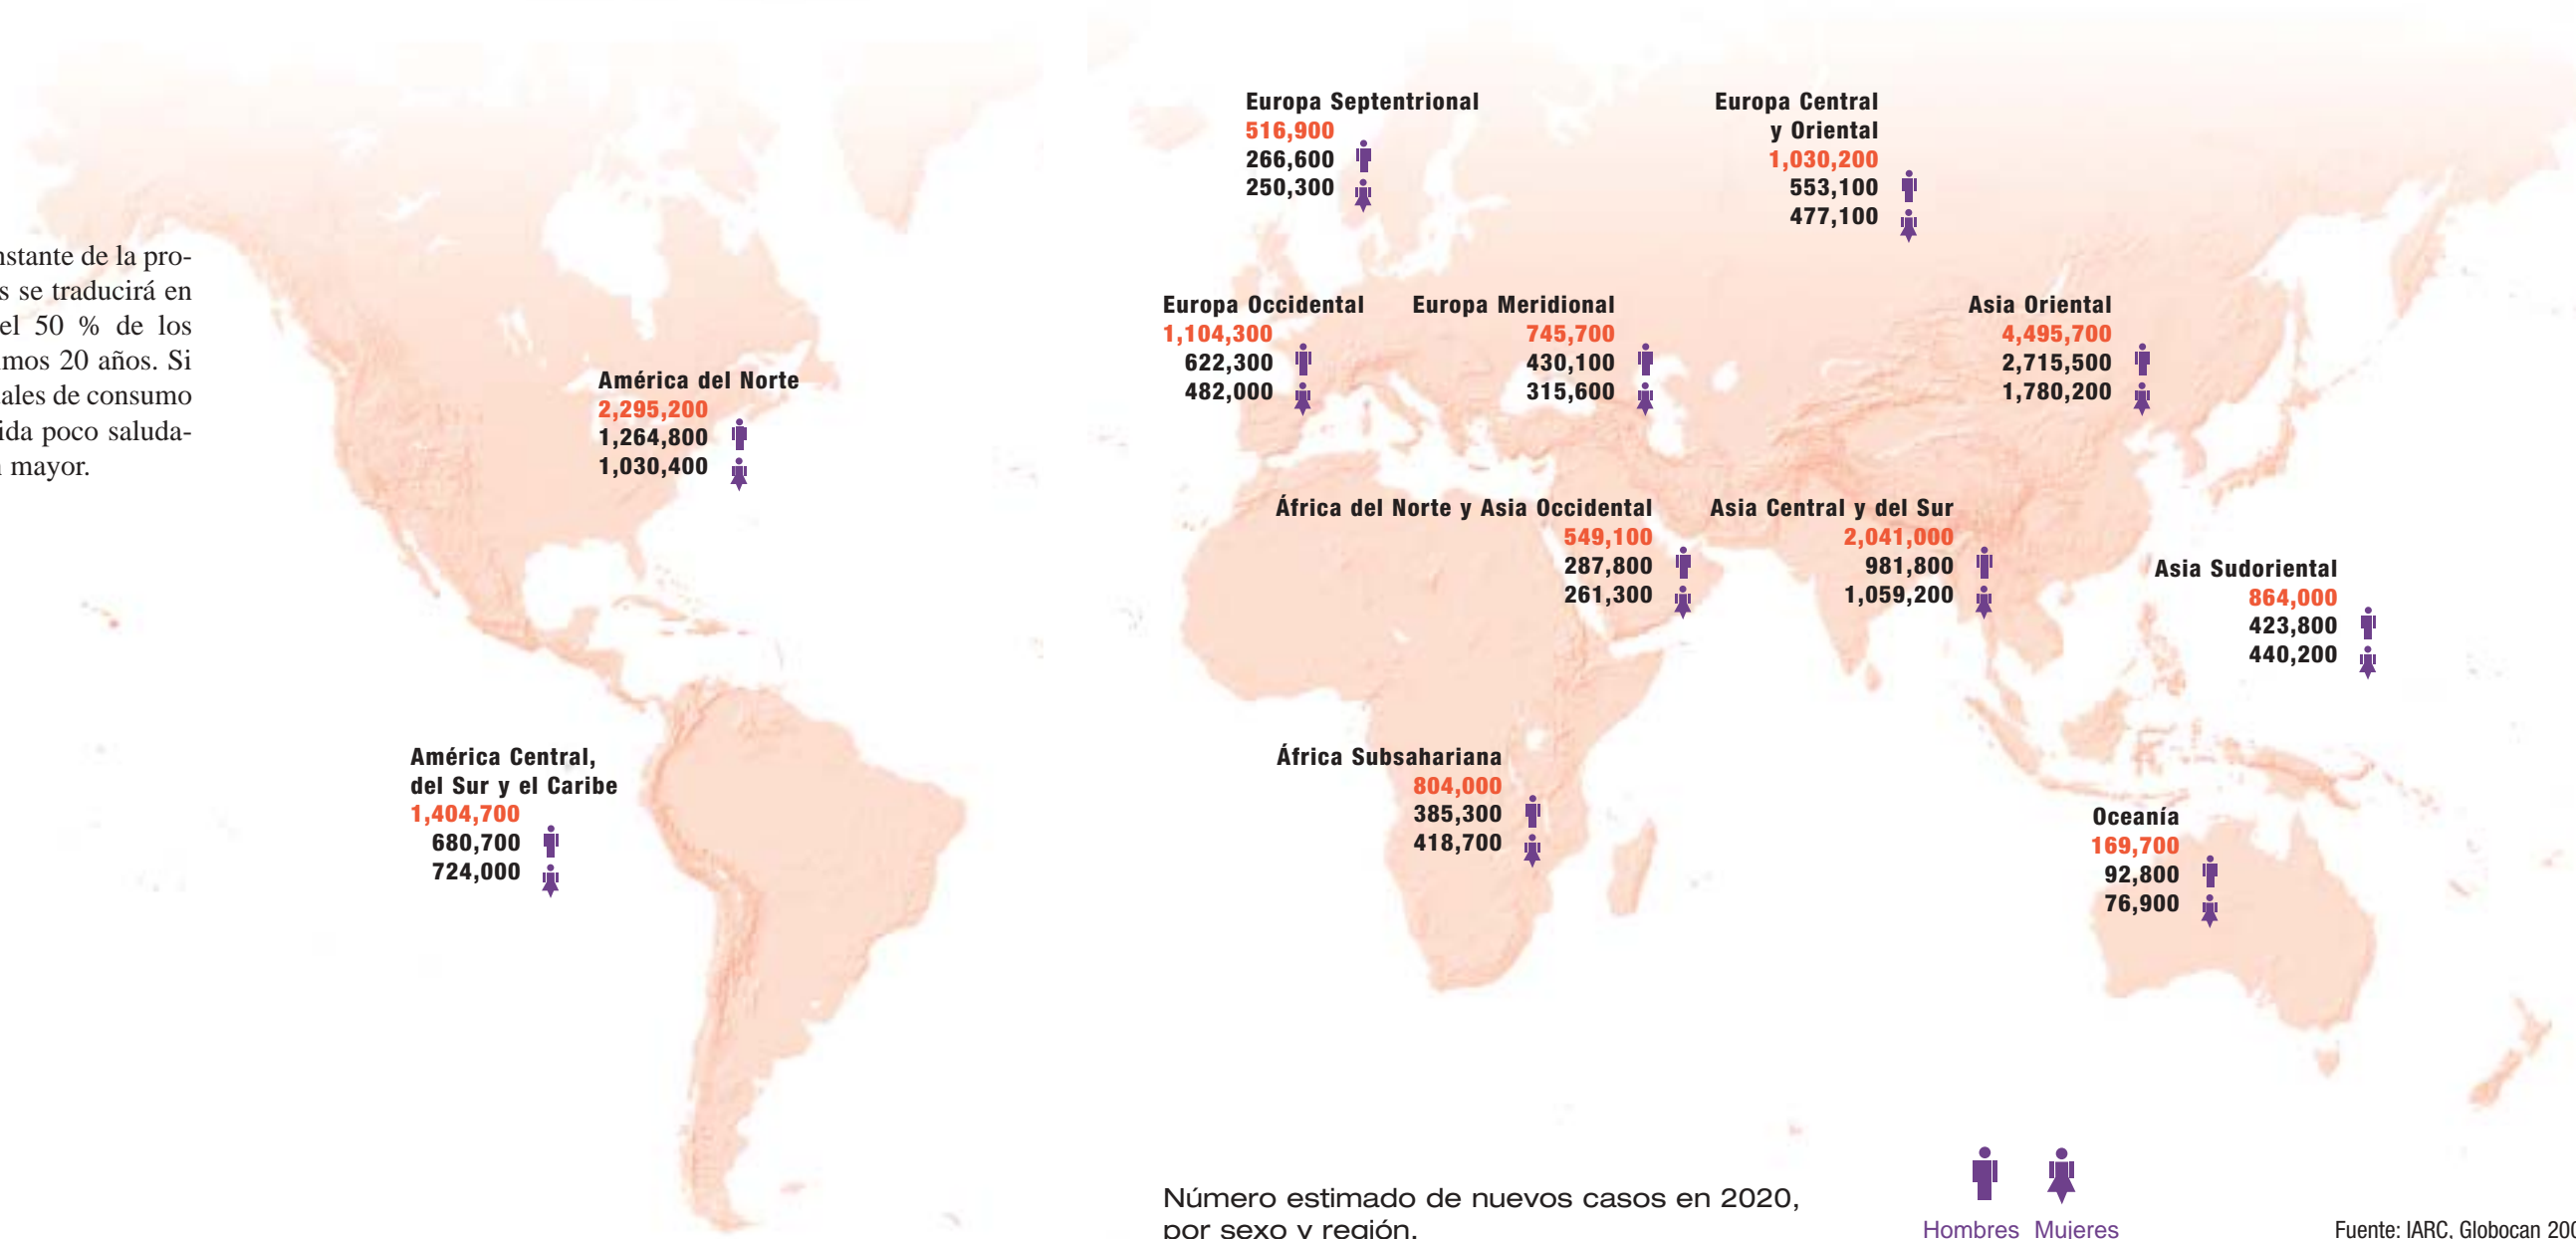 nstante de la pro-
s se traducirá en
el 50 % de los
imos 20 años. Si
uales de consumo
ida poco saluda-
mayor.
América del Norte
2,295,200
1,264,800
1,030,400
América Central,
del Sur y el Caribe
1,404,700
680,700
724,000
Europa Septentrional
516,900
266,600
250,300
Europa Central
y Oriental
1,030,200
553,100
477,100
Europa Occidental
1,104,300
622,300
482,000
Europa Meridional
745,700
430,100
315,600
Asia Oriental
4,495,700
2,715,500
1,780,200
África del Norte y Asia Occidental
549,100
287,800
261,300
Asia Central y del Sur
2,041,000
981,800
1,059,200
Asia Sudoriental
864,000
423,800
440,200
África Subsahariana
804,000
385,300
418,700
Oceanía
169,700
92,800
76,900
Número estimado de nuevos casos en 2020,
por sexo y región.
Hombres Mujeres
Fuente: IARC, Globocan 200